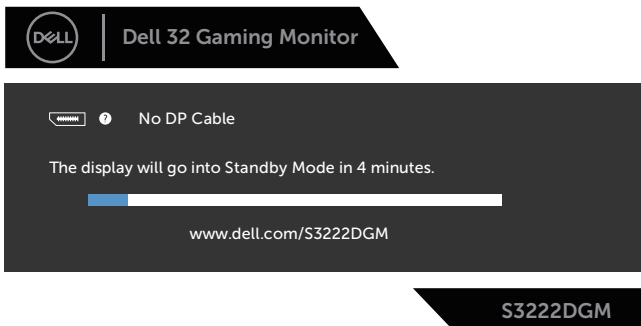 DELL
Dell 32 Gaming Monitor
? No DP Cable
The display will go into Standby Mode in 4 minutes.
www.dell.com/S3222DGM
S3222DGM